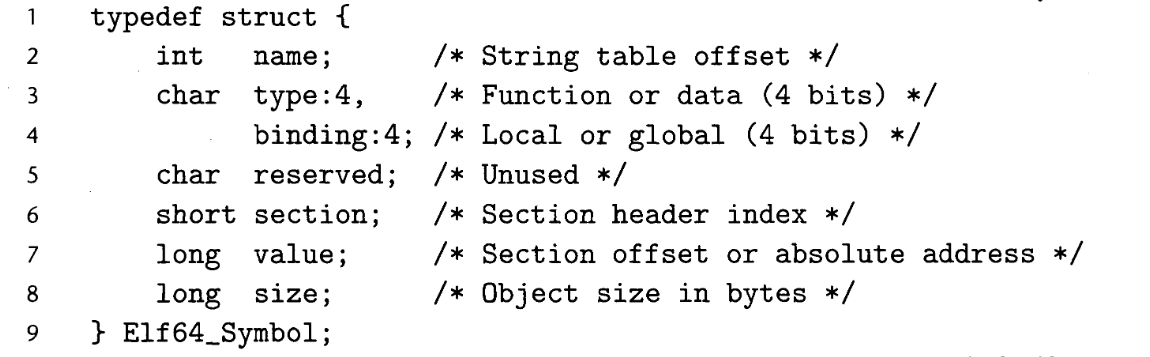 1 typedef struct {
2 int name; /* String table offset */
3 char type:4, /* Function or data (4 bits) */
4 binding:4; /* Local or global (4 bits) */
5 char reserved; /* Unused */
6 short section; /* Section header index */
7 long value; /* Section offset or absolute address */
8 long size; /* Object size in bytes */
9 } Elf64_Symbol;